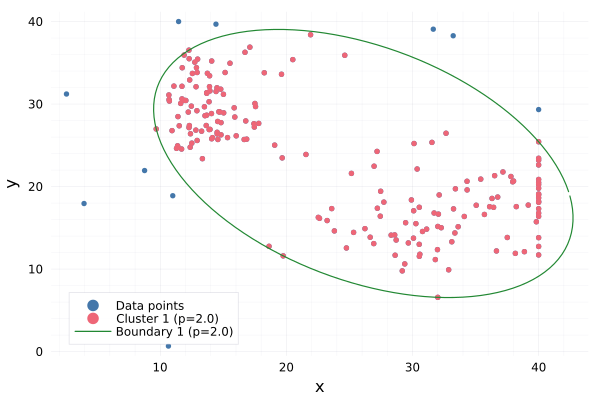 40
30
20
10
0
y
Data points
Cluster 1 (p=2.0)
Boundary 1 (p=2.0)
10 20 30 40
x